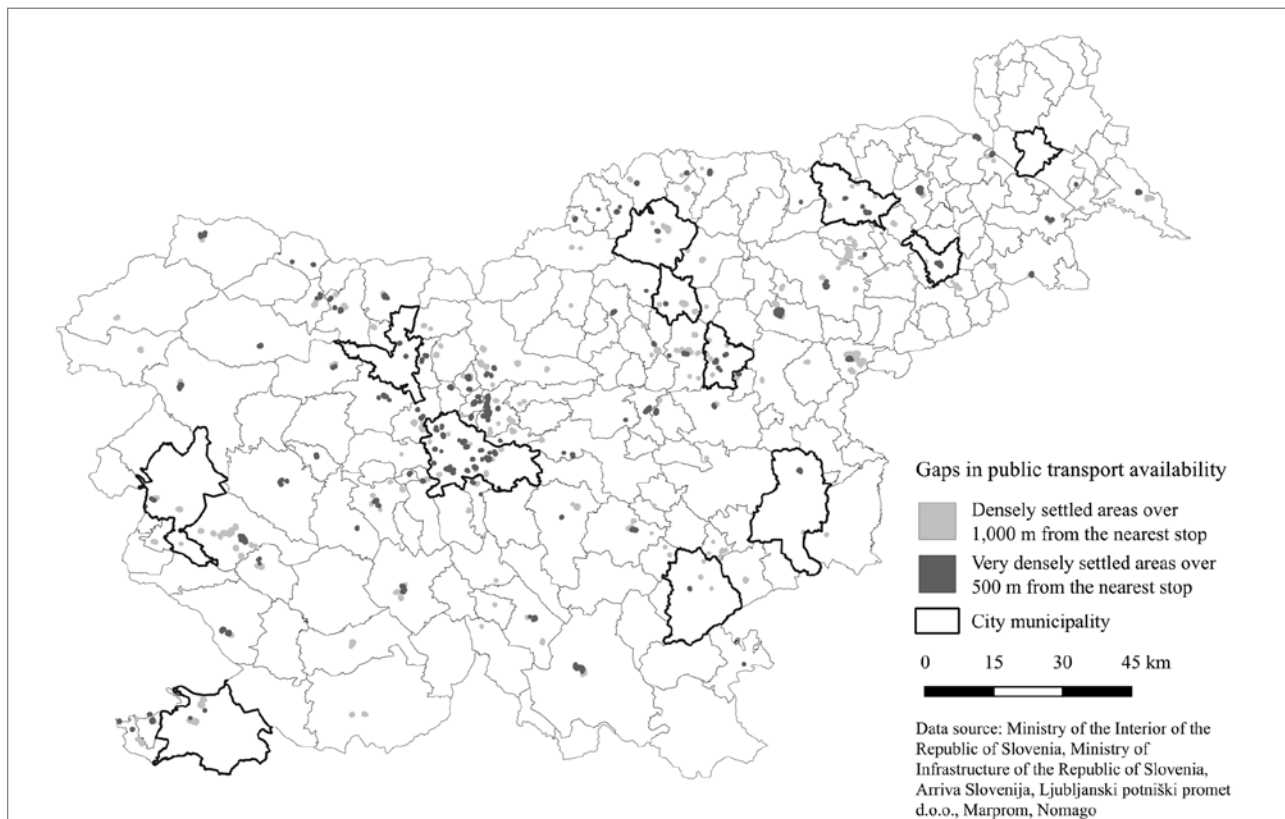 Gaps in public transport availability
Densely settled areas over
1,000 m from the nearest stop
Very densely settled areas over
500 m from the nearest stop
City municipality
0 15 30 45 km
Data source: Ministry of the Interior of the
Republic of Slovenia, Ministry of
Infrastructure of the Republic of Slovenia,
Arriva Slovenija, Ljubljanski potniški promet
d.o.o., Marprom, Nomago